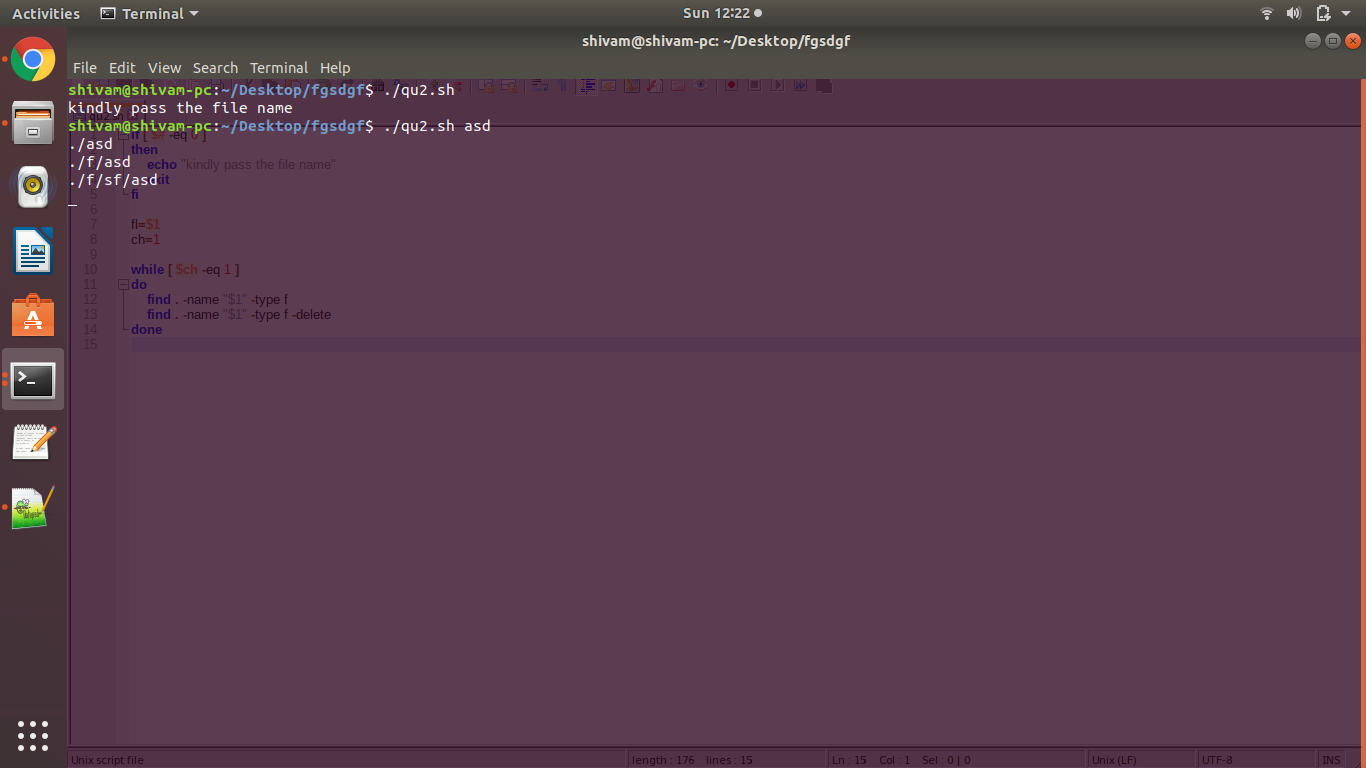 Activities Terminal Sun 12:22
shivam@shivam-pc: ~/Desktop/fgsdgf
File Edit View Search Terminal Help
shivam@shivam-pc:~/Desktop/fgsdgf$ ./qu2.sh
kindly pass the file name
shivam@shivam-pc:~/Desktop/fgsdgf$ ./qu2.sh asd
./asd
./f/asd
./f/sf/asd
_
if [ $# -eq 0 ]
then
echo "kindly pass the file name"
5 fi
6
7 fl=$1
8 ch=1
9
10 while [ $ch -eq 1 ]
11 do
12 find . -name "$1" -type f
13 find . -name "$1" -type f -delete
14 done
15
Unix script file length : 176 lines : 15 Ln : 15 Col : 1 Sel : 0 | 0 Unix (LF) UTF-8 INS